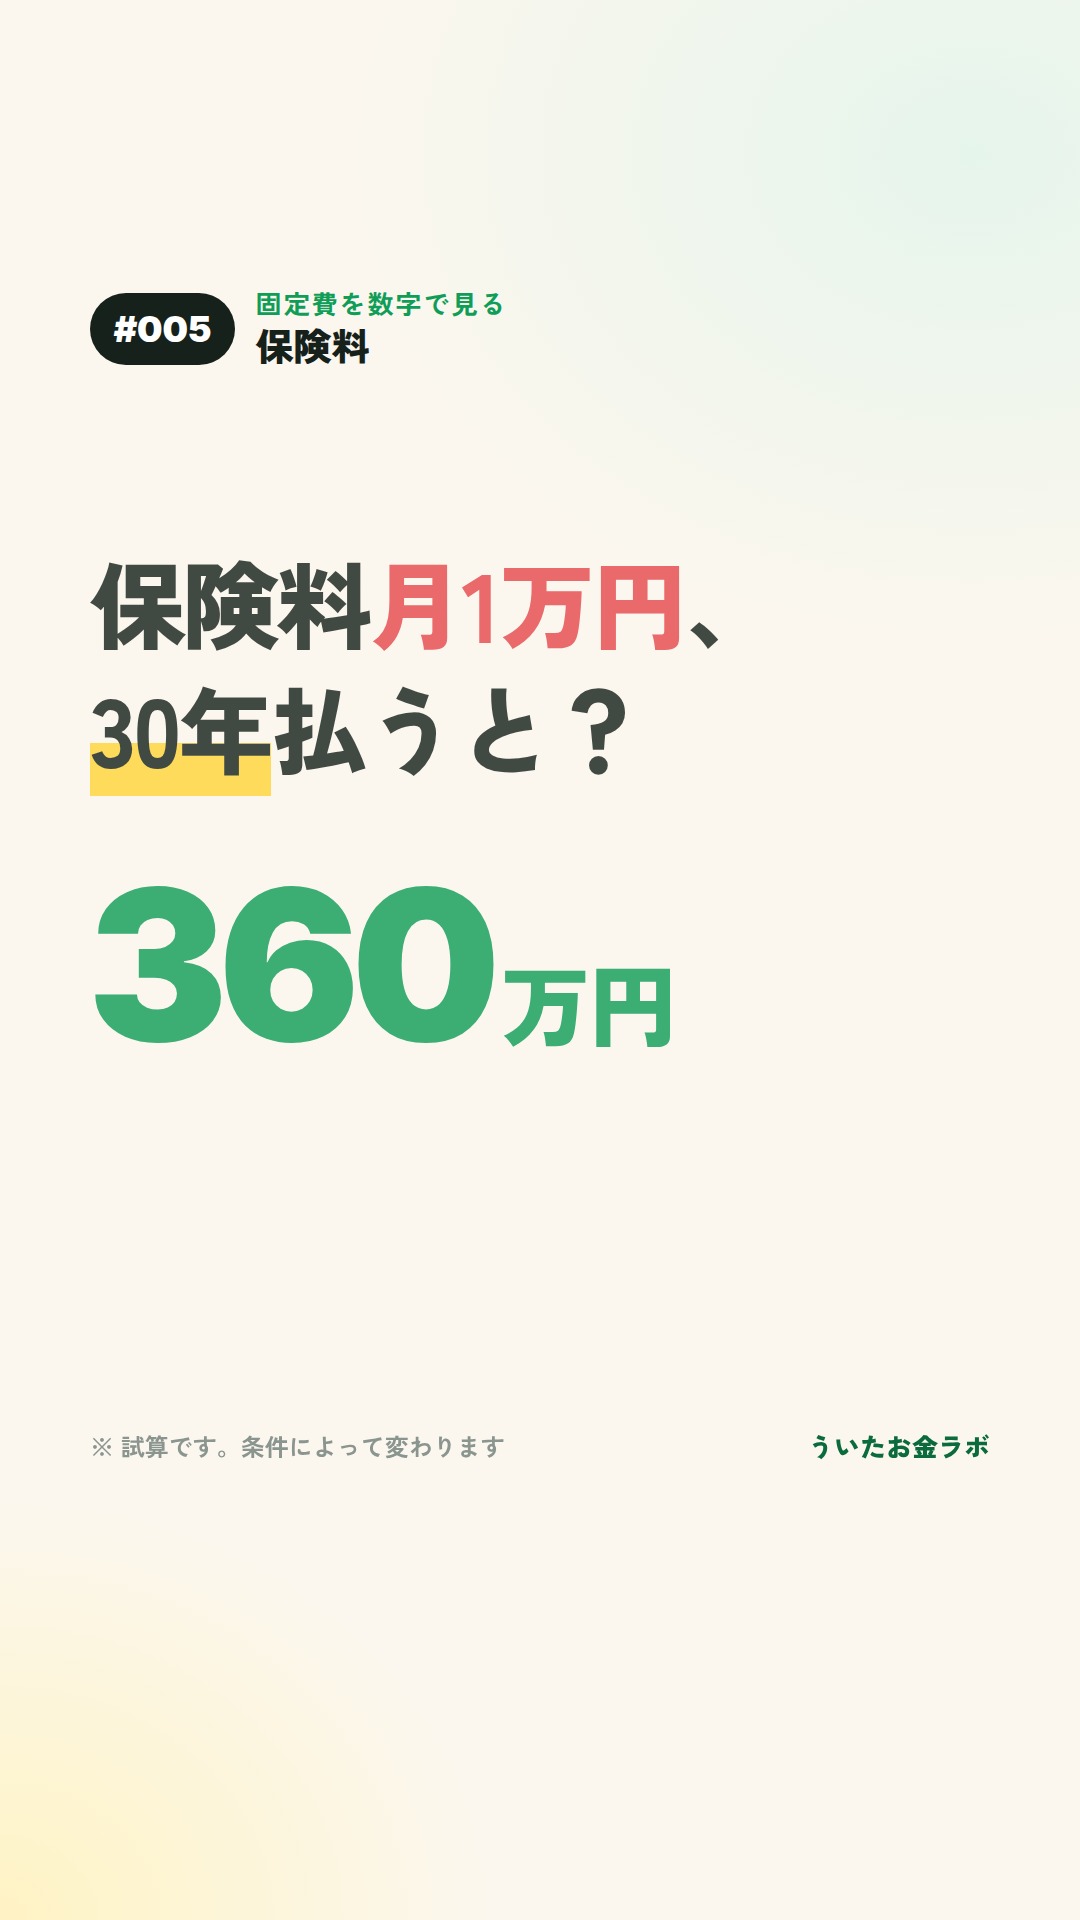 #005
固定費を数字で見る
保険料
保険料月1万円、
30年払うと？
360万円
※ 試算です。条件によって変わります
ういたお金ラボ